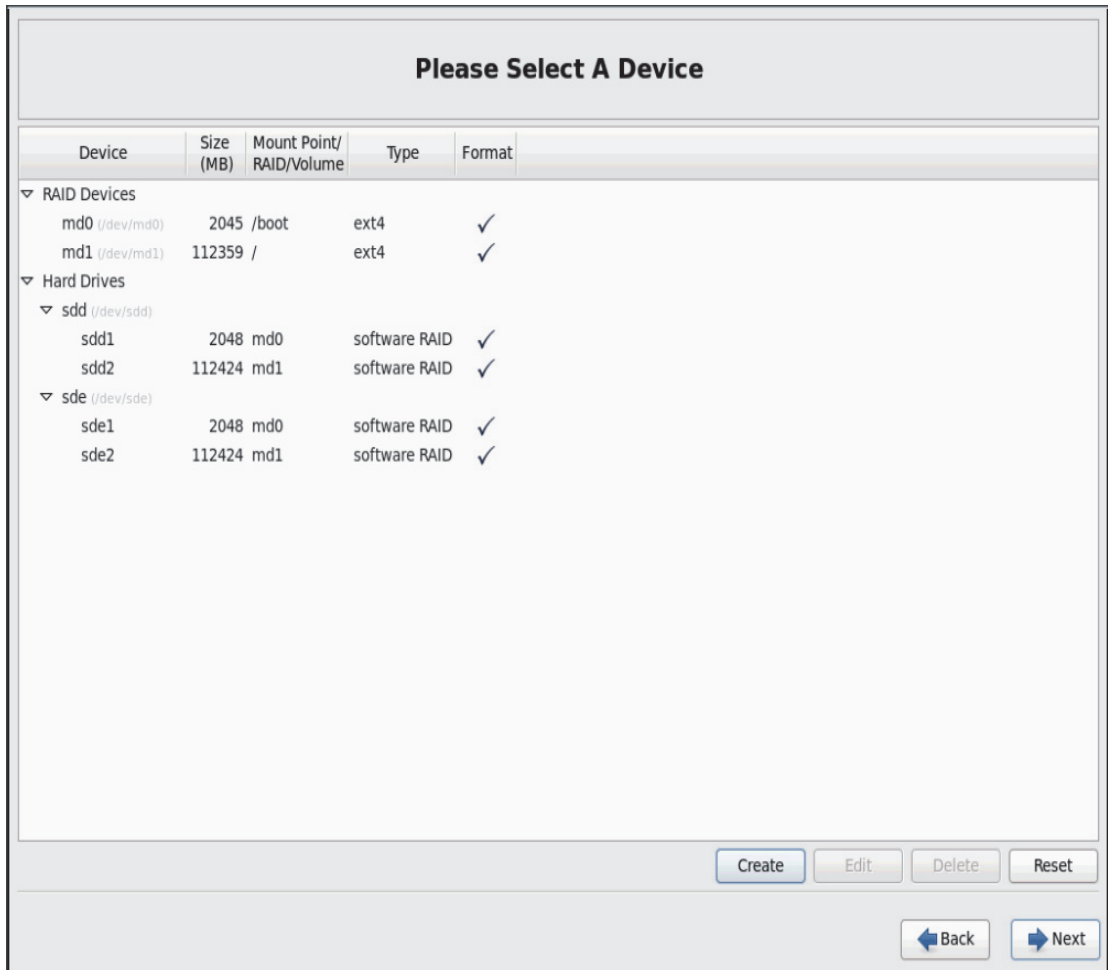 Please Select A Device
Device Size (MB) Mount Point/ RAID/Volume Type Format
RAID Devices
md0 (/dev/md0) 2045 /boot ext4 ✓
md1 (/dev/md1) 112359 / ext4 ✓
Hard Drives
sdd (/dev/sdd)
sdd1 2048 md0 software RAID ✓
sdd2 112424 md1 software RAID ✓
sde (/dev/sde)
sde1 2048 md0 software RAID ✓
sde2 112424 md1 software RAID ✓
Create Edit Delete Reset
Back Next